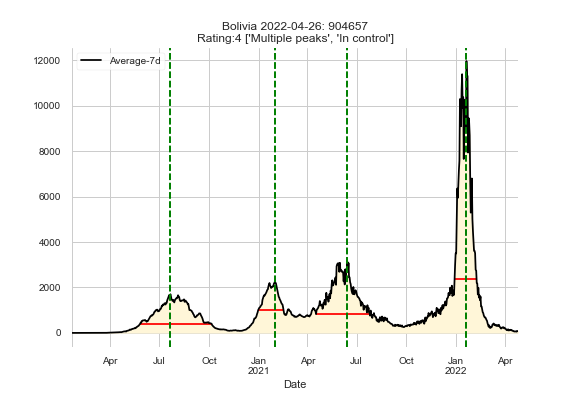 Bolivia 2022-04-26: 904657
Rating:4 ['Multiple peaks', 'In control']
Average-7d
12000
10000
8000
6000
4000
2000
0
Apr Jul Oct Jan Apr Jul Oct Jan Apr
2021 2022
Date